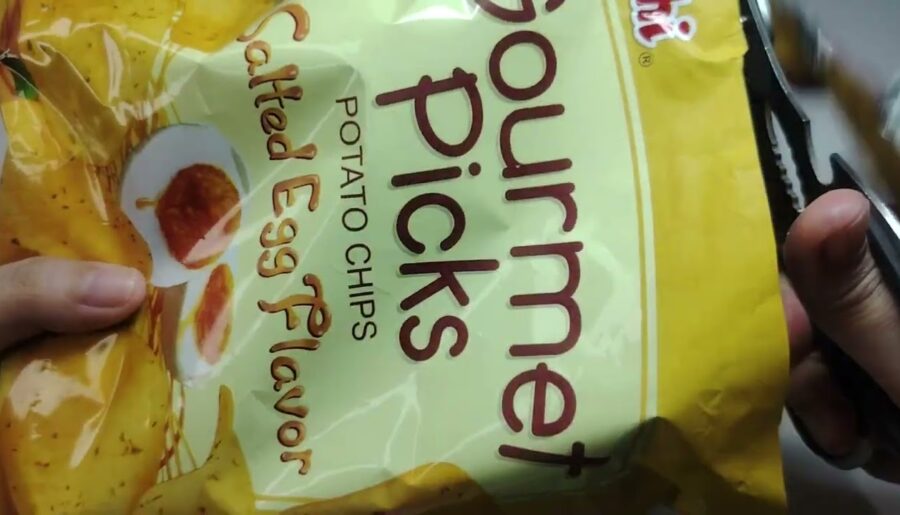 Gourmet
Picks
POTATO CHIPS
Salted Egg Flavor